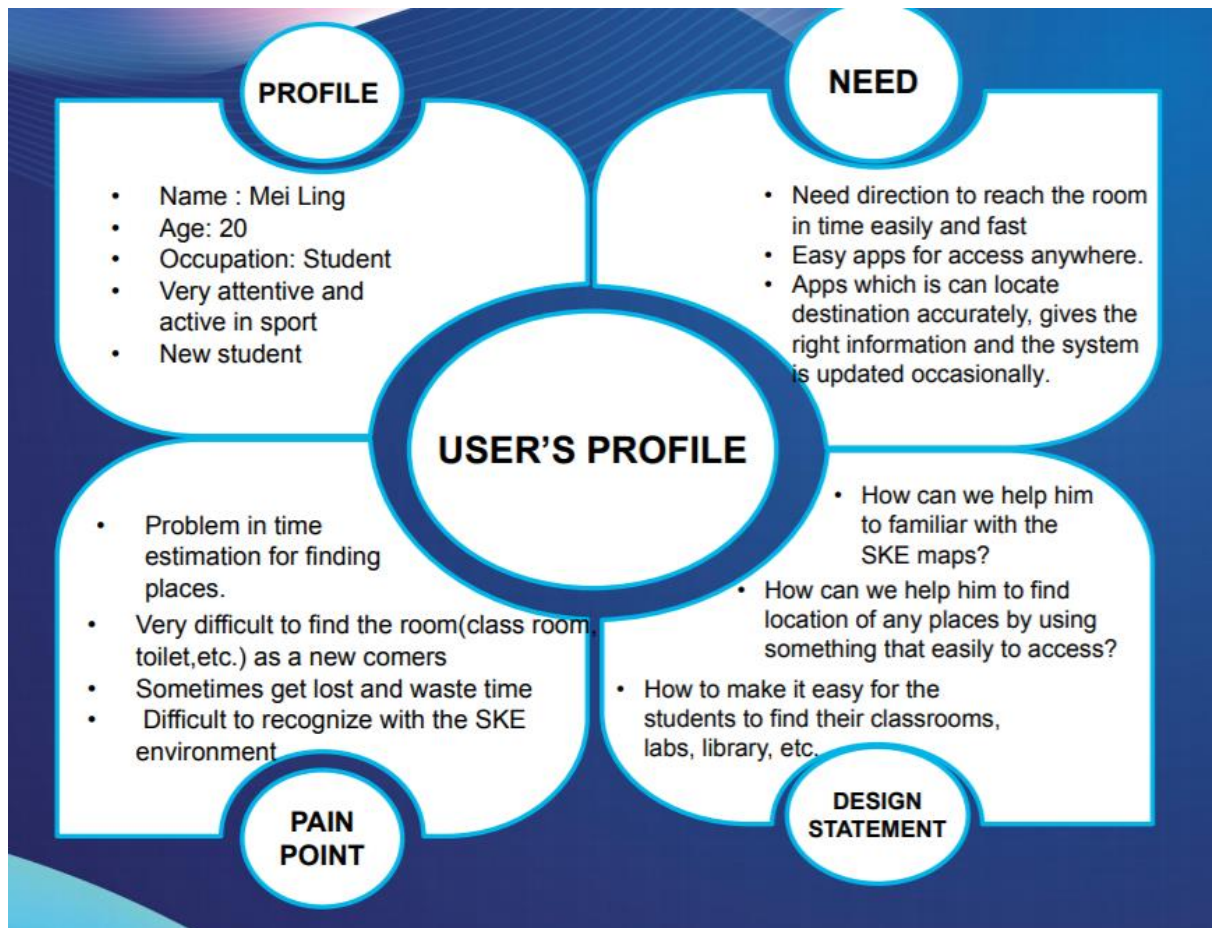 PROFILE
• Name : Mei Ling
• Age: 20
• Occupation: Student
• Very attentive and
active in sport
• New student
NEED
• Need direction to reach the room
in time easily and fast
• Easy apps for access anywhere.
• Apps which is can locate
destination accurately, gives the
right information and the system
is updated occasionally.
USER'S PROFILE
• Problem in time
estimation for finding
places.
• Very difficult to find the room(class room,
toilet,etc.) as a new comers
• Sometimes get lost and waste time
• Difficult to recognize with the SKE
environment
PAIN
POINT
• How can we help him
to familiar with the
SKE maps?
• How can we help him to find
location of any places by using
something that easily to access?
• How to make it easy for the
students to find their classrooms,
labs, library, etc.
DESIGN
STATEMENT